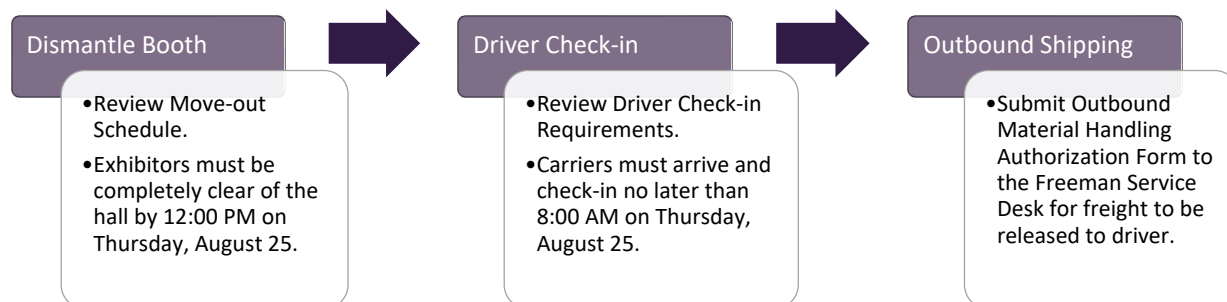 Dismantle Booth
•Review Move-out
Schedule.
•Exhibitors must be
completely clear of the
hall by 12:00 PM on
Thursday, August 25.
Driver Check-in
•Review Driver Check-in
Requirements.
•Carriers must arrive and
check-in no later than
8:00 AM on Thursday,
August 25.
Outbound Shipping
•Submit Outbound
Material Handling
Authorization Form to
the Freeman Service
Desk for freight to be
released to driver.